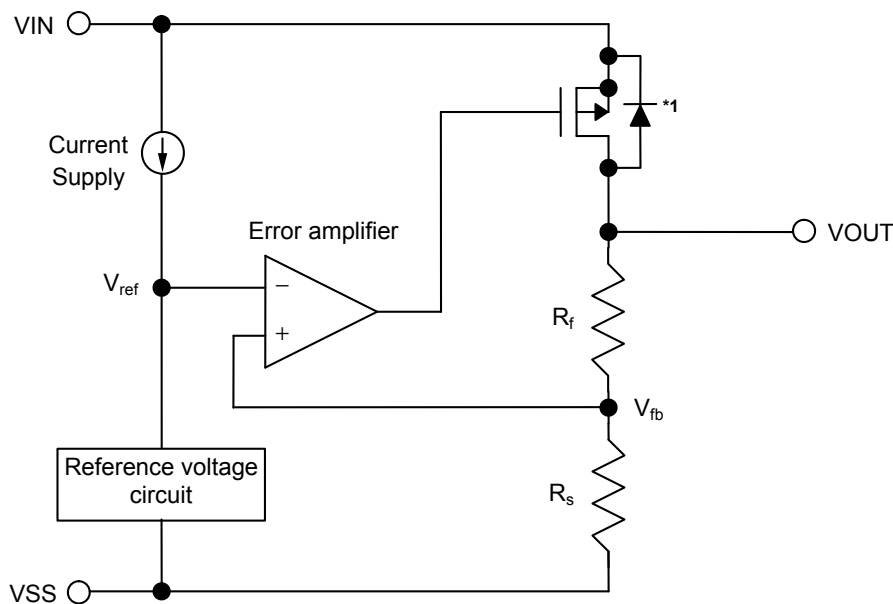 VIN
*1
Current
Supply
Error amplifier
VOUT
Vref
−
+
Rf
Vfb
Reference voltage
circuit
Rs
VSS